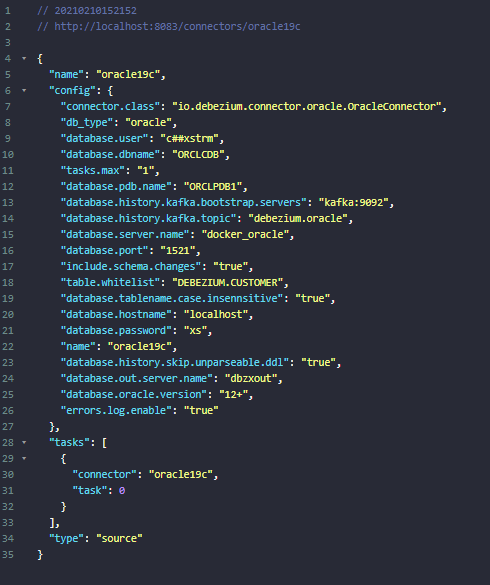 1 // 20210210152152
2 // http://localhost:8083/connectors/oracle19c
3
4 {
5 "name": "oracle19c",
6 "config": {
7 "connector.class": "io.debezium.connector.oracle.OracleConnector",
8 "db_type": "oracle",
9 "database.user": "c##xstrm",
10 "database.dbname": "ORCLCDB",
11 "tasks.max": "1",
12 "database.pdb.name": "ORCLPDB1",
13 "database.history.kafka.bootstrap.servers": "kafka:9092",
14 "database.history.kafka.topic": "debezium.oracle",
15 "database.server.name": "docker_oracle",
16 "database.port": "1521",
17 "include.schema.changes": "true",
18 "table.whitelist": "DEBEZIUM.CUSTOMER",
19 "database.tablename.case.insennsitive": "true",
20 "database.hostname": "localhost",
21 "database.password": "xs",
22 "name": "oracle19c",
23 "database.history.skip.unparseable.ddl": "true",
24 "database.out.server.name": "dbzxout",
25 "database.oracle.version": "12+",
26 "errors.log.enable": "true"
27 },
28 "tasks": [
29 {
30 "connector": "oracle19c",
31 "task": 0
32 }
33 ],
34 "type": "source"
35 }